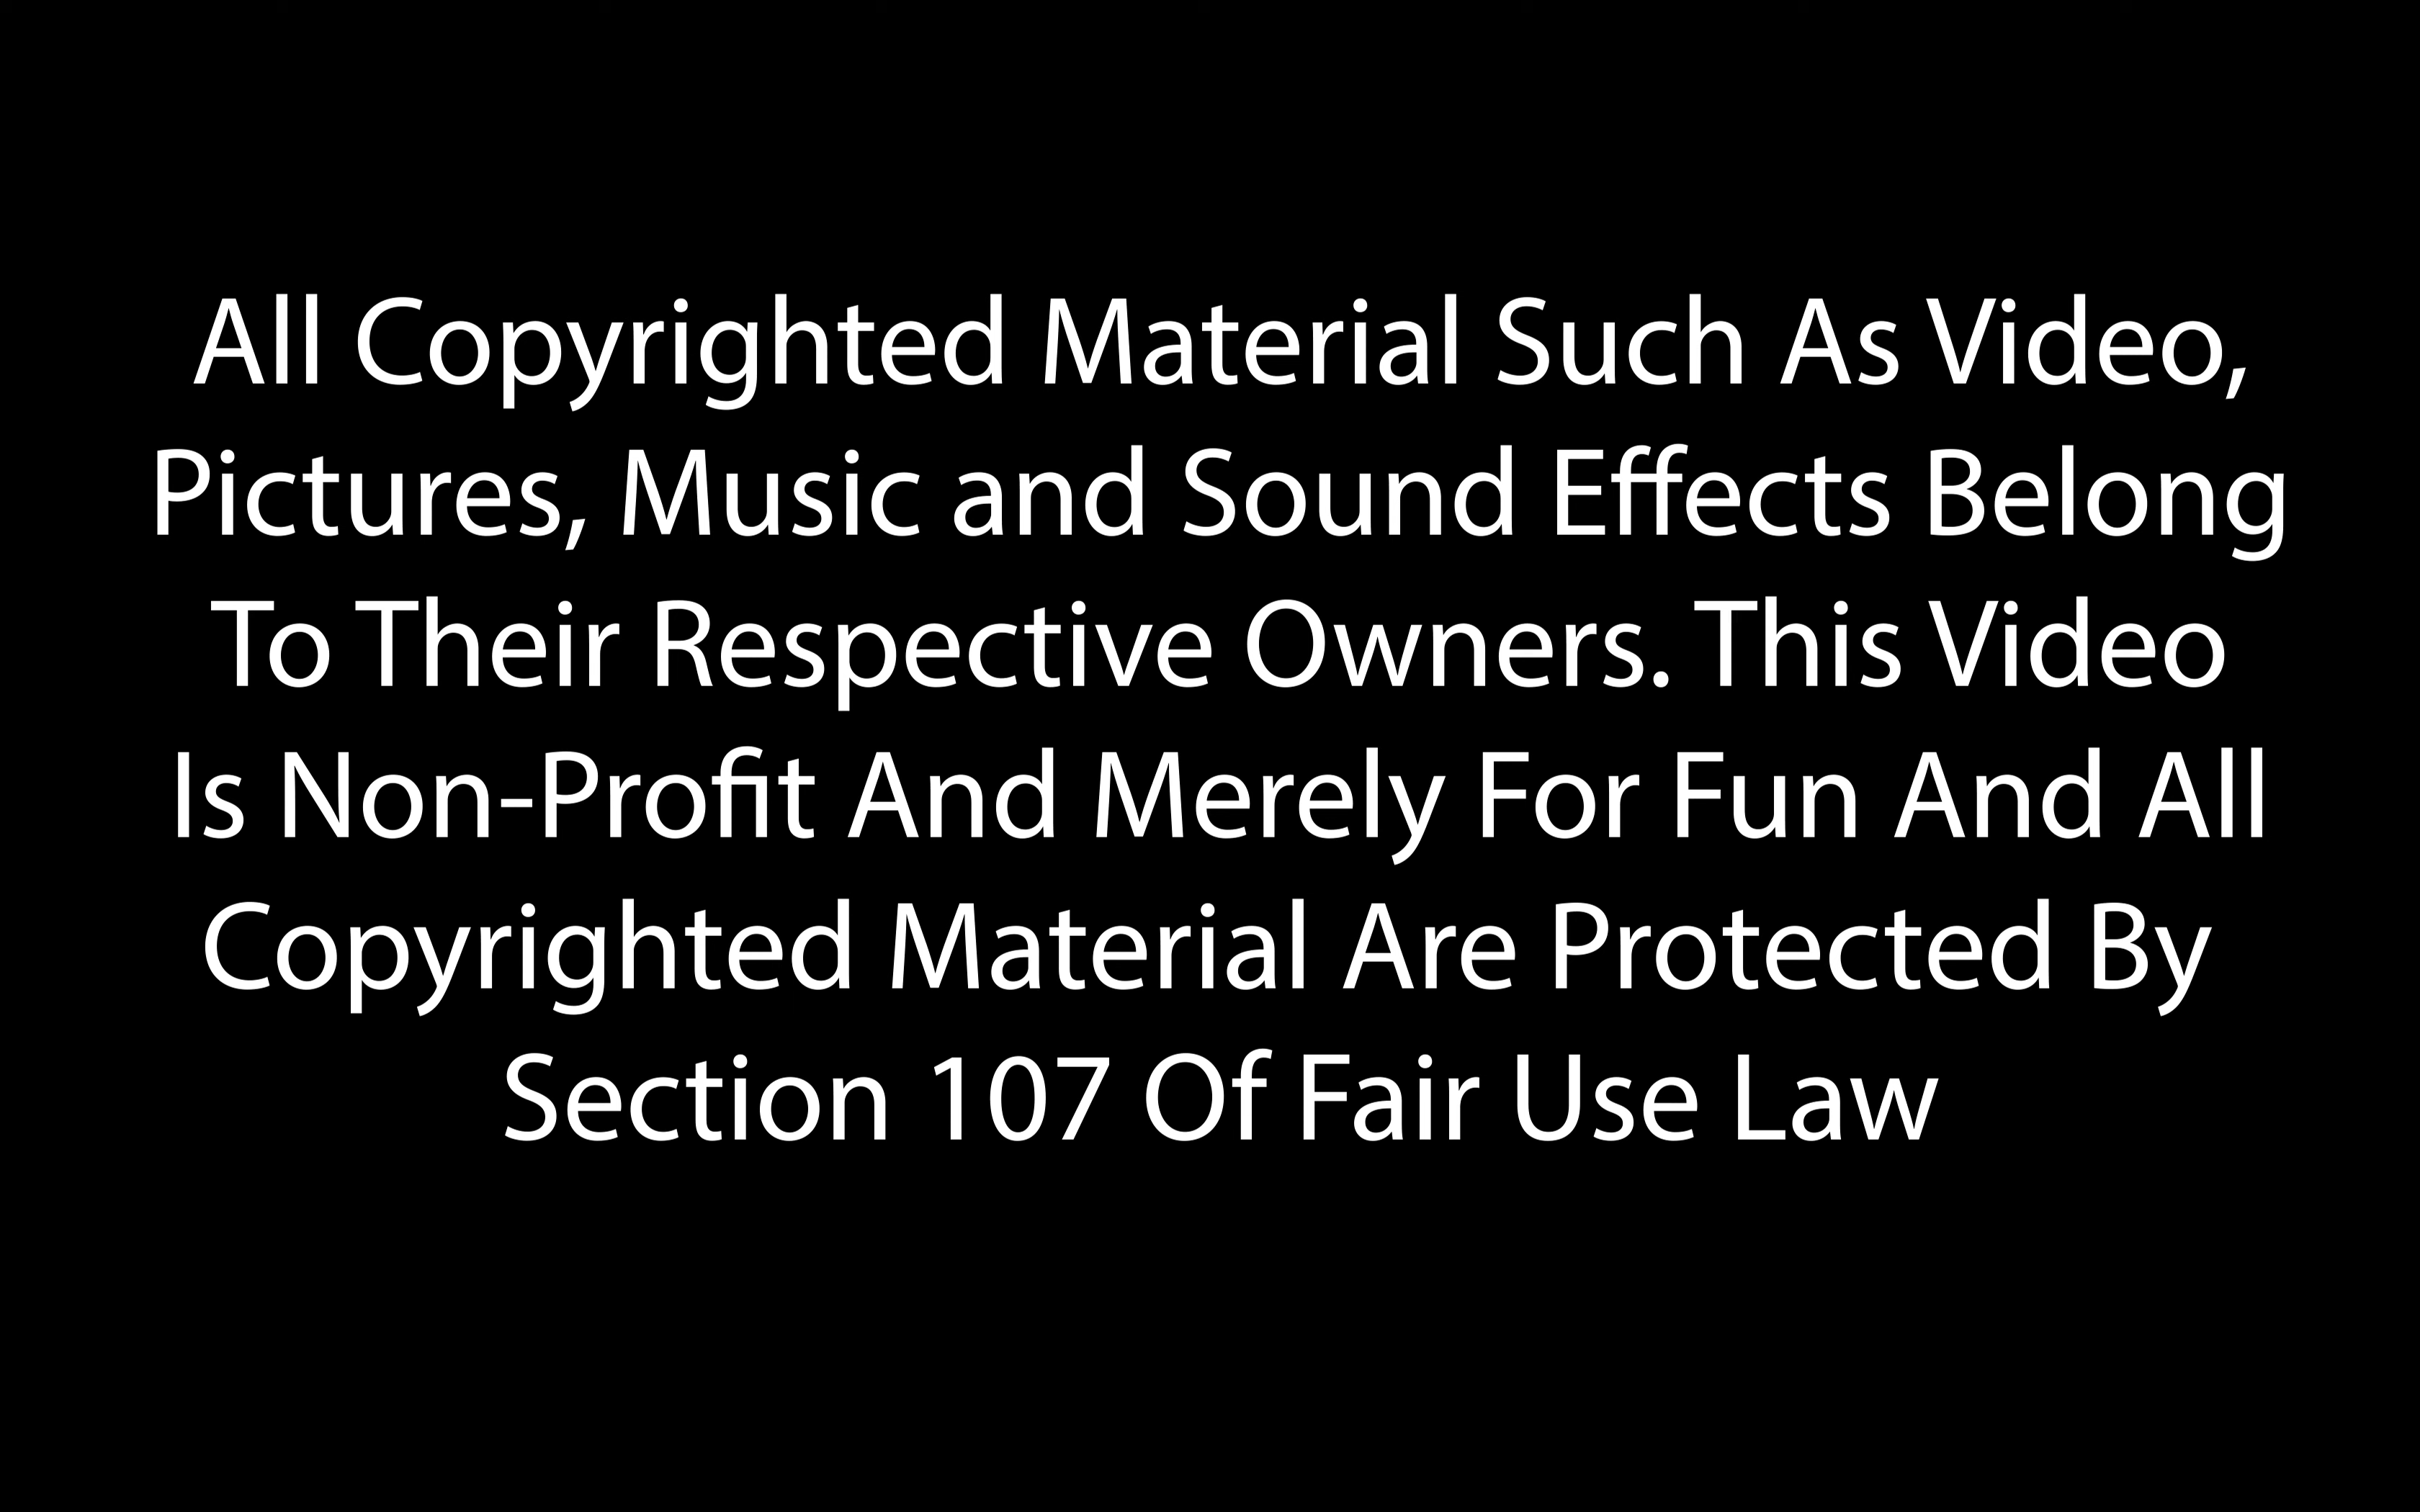 All Copyrighted Material Such As Video,
Pictures, Music and Sound Effects Belong
To Their Respective Owners. This Video
Is Non-Profit And Merely For Fun And All
Copyrighted Material Are Protected By
Section 107 Of Fair Use Law